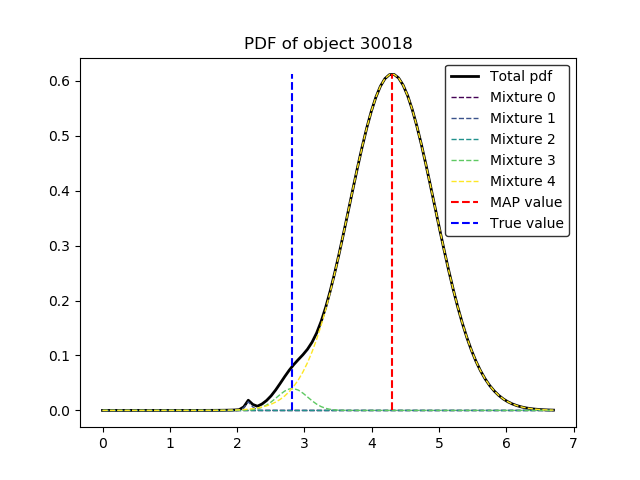 PDF of object 30018
Total pdf
Mixture 0
Mixture 1
Mixture 2
Mixture 3
Mixture 4
MAP value
True value
0.6
0.5
0.4
0.3
0.2
0.1
0.0
0 1 2 3 4 5 6 7